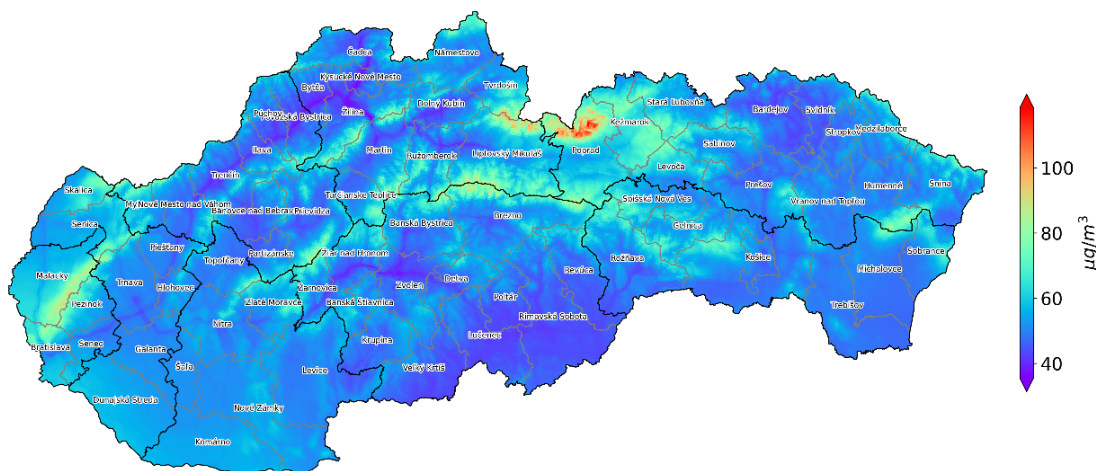 Čadca
Námestovo
Kysucké Nové Mesto
Bytča
Tvrdošín
Dolný Kubín
Stará Ľubovňa
Kežmarok
Bardejov
Svidník
Stropkov
Medzilaborce
Púchov
Považská Bystrica
Žilina
Ilava
Martin
Ružomberok
Liptovský Mikuláš
Poprad
Levoča
Sabinov
Prešov
Humenné
Snina
Trenčín
Skalica
Senica
Nové Mesto nad Váhom
Bánovce nad Bebravou
Prievidza
Turčianske Teplice
Banská Bystrica
Brezno
Spišská Nová Ves
Gelnica
Vranov nad Topľou
Sobrance
Piešťany
Topoľčany
Partizánske
Žiar nad Hronom
Rožňava
Košice
Michalovce
Malacky
Trnava
Hlohovec
Pezinok
Zlaté Moravce
Žarnovica
Banská Štiavnica
Zvolen
Detva
Revúca
Poltár
Rimavská Sobota
Trebišov
Nitra
Bratislava
Senec
Galanta
Šaľa
Levice
Krupina
Lučenec
Veľký Krtíš
Dunajská Streda
Nové Zámky
Komárno
100
80
60
40
μg/m³